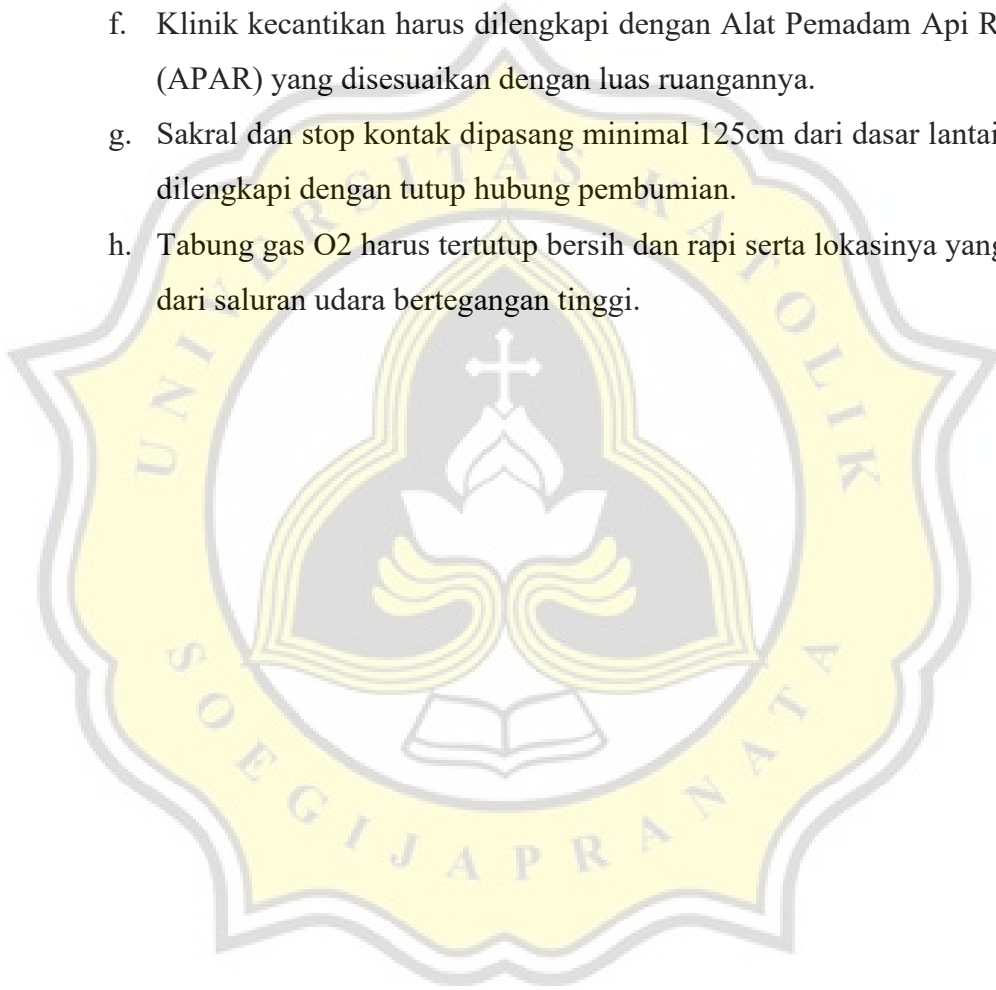 f. Klinik kecantikan harus dilengkapi dengan Alat Pemadam Api R
(APAR) yang disesuaikan dengan luas ruangannya.
g. Sakral dan stop kontak dipasang minimal 125cm dari dasar lantai
dilengkapi dengan tutup hubung pembumian.
h. Tabung gas O2 harus tertutup bersih dan rapi serta lokasinya yang
dari saluran udara bertegangan tinggi.
UNIVERSITAS KATOLIK
SOEGIJAPRANATA